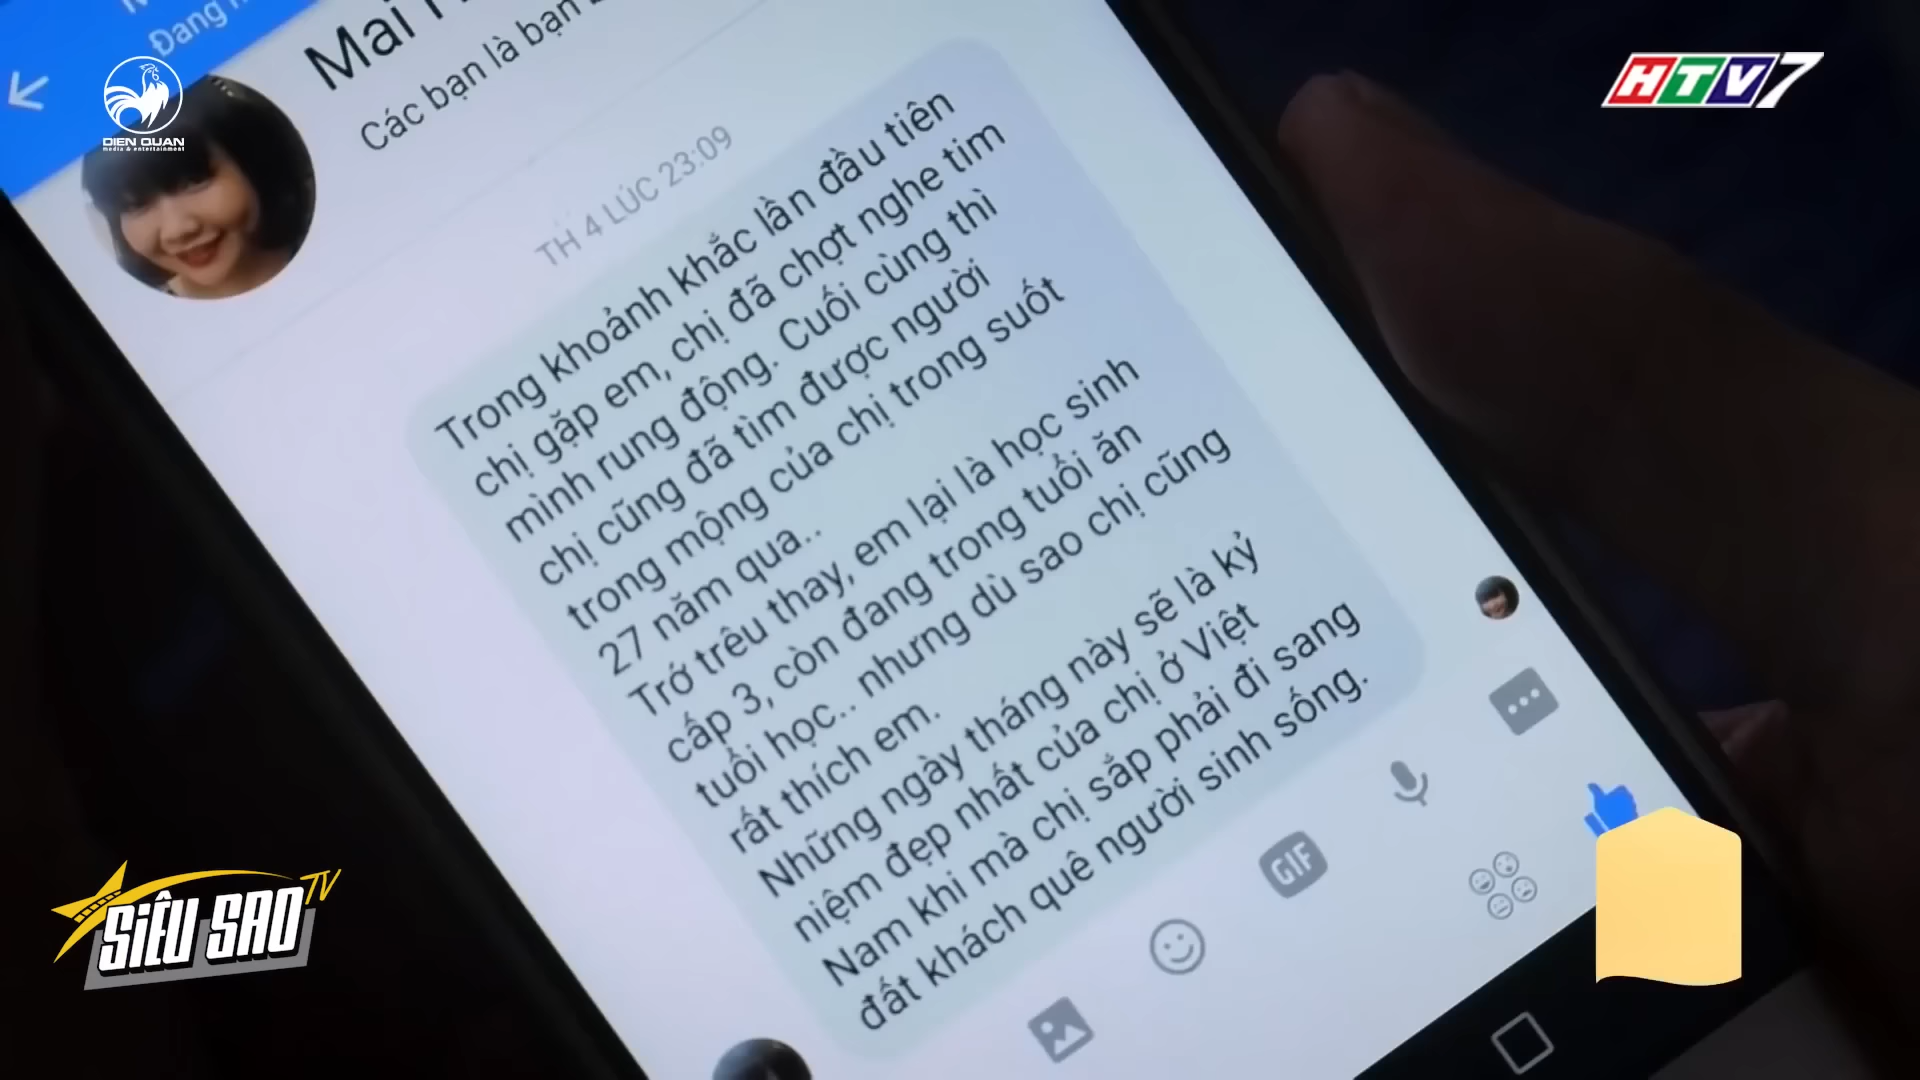 Đang
Mai
Các bạn là bạn
DIEN QUAN
media & entertainment
HTV7
TH 4 LÚC 23:09
Trong khoảnh khắc lần đầu tiên
chị gặp em, chị đã chợt nghe tim
mình rung động. Cuối cùng thì
chị cũng đã tìm được người
trong mộng của chị trong suốt
27 năm qua..
Trớ trêu thay, em lại là học sinh
cấp 3, còn đang trong tuổi ăn
tuổi học.. nhưng dù sao chị cũng
rất thích em.
Những ngày tháng này sẽ là kỷ
niệm đẹp nhất của chị ở Việt
Nam khi mà chị sắp phải đi sang
đất khách quê người sinh sống.
GIF
SIÊU SAO TV